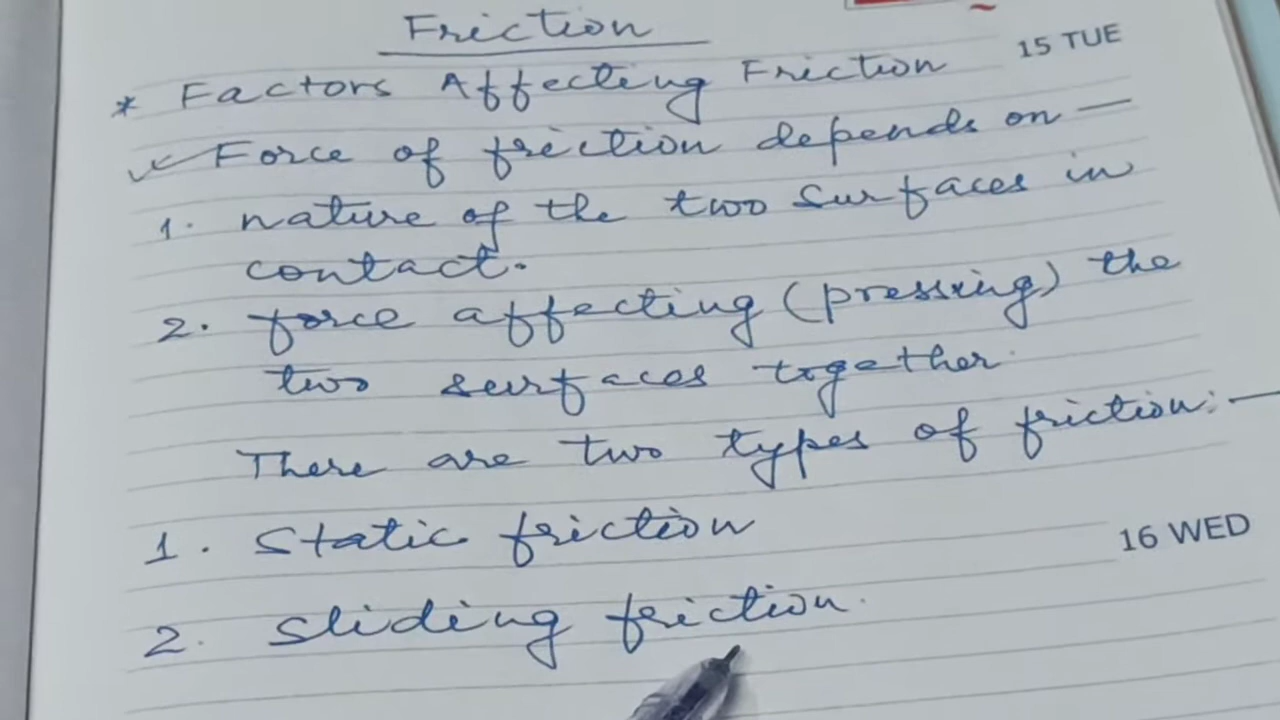 Friction
15 TUE
* Factors Affecting Friction
✓ Force of friction depends on —
1. nature of the two surfaces in
contact.
2. force affecting (pressing) the
two surfaces together.
There are two types of friction: —
1. Static friction
16 WED
2. Sliding friction.